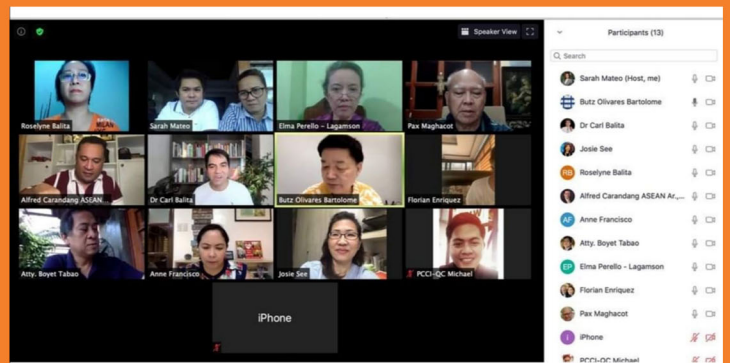 Speaker View
Roselyne Balita
Sarah Mateo
Elma Perello - Lagamson
Pax Maghacot
Alfred Carandang ASEAN...
Dr Carl Balita
Butz Olivares Bartolome
Florian Enriquez
Atty. Boyet Tabao
Anne Francisco
Josie See
PCCI-QC Michael
iPhone
Participants (13)
Search
Sarah Mateo (Host, me)
Butz Olivares Bartolome
Dr Carl Balita
Josie See
RB Roselyne Balita
Alfred Carandang ASEAN Ar.,...
AF Anne Francisco
Atty. Boyet Tabao
EP Elma Perello - Lagamson
Florian Enriquez
Pax Maghacot
i iPhone
PCCI-QC Michael